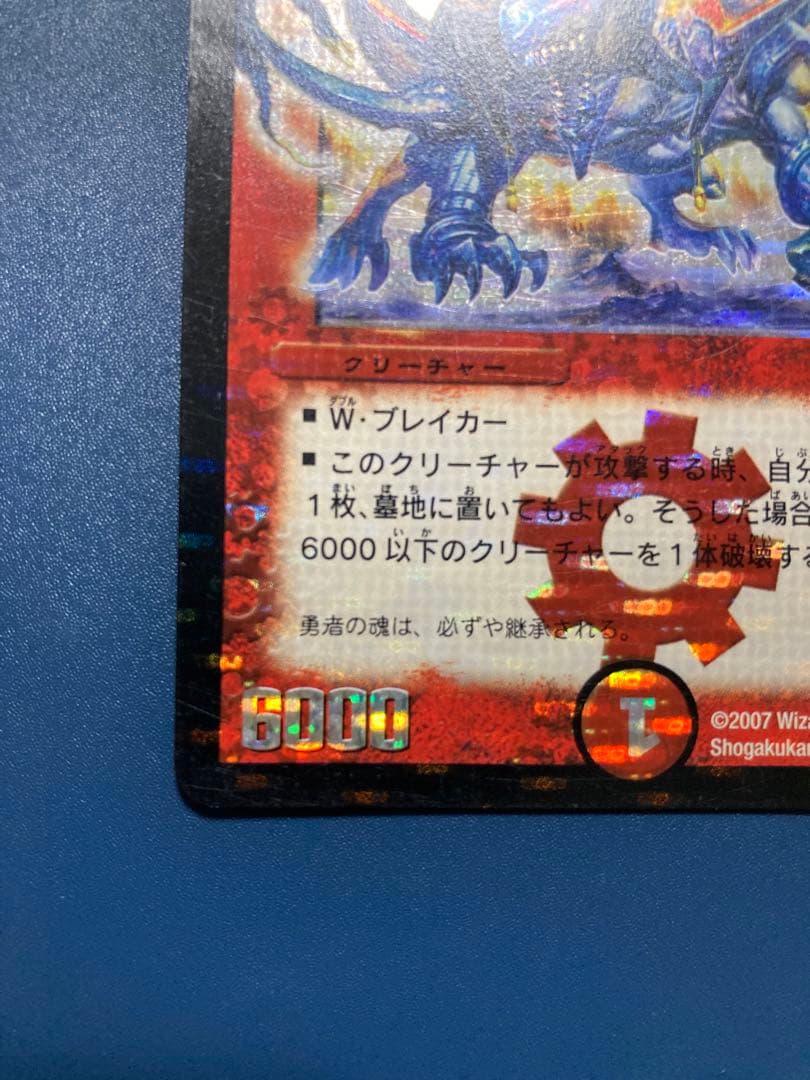 クリーチャー
■ W・ブレイカー
■ このクリーチャーが攻撃する時、自分
1枚、墓地に置いてもよい。そうした場合
6000以下のクリーチャーを1体破壊する
勇者の魂は、必ずや継承される。
6000
1
©2007 Wiza
Shogakukan